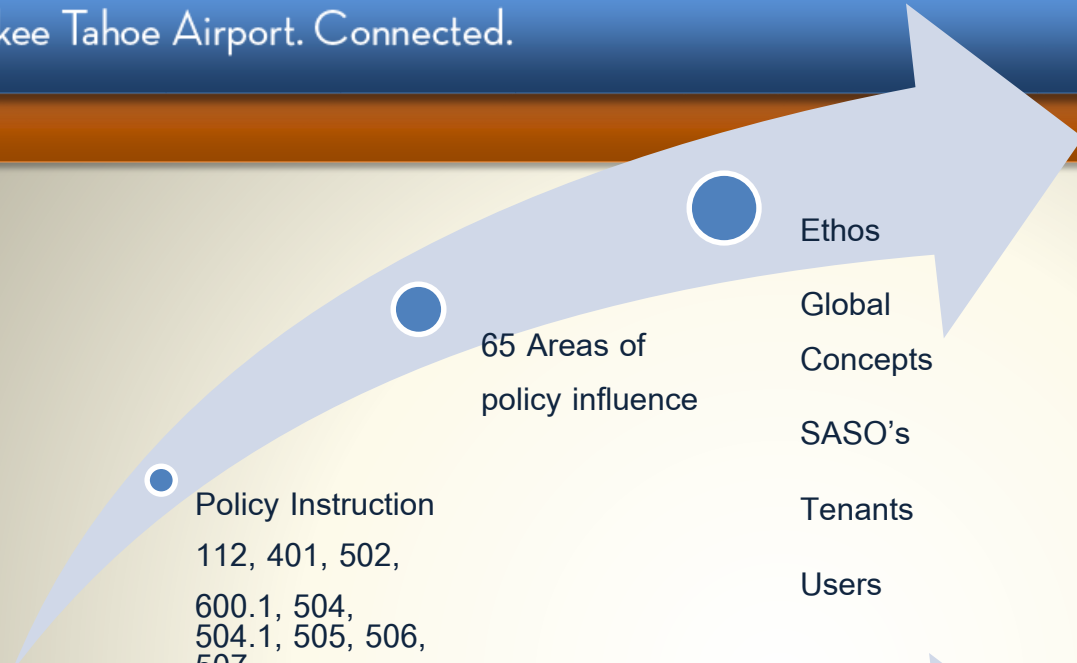 kee Tahoe Airport. Connected.
Ethos
Global
Concepts
SASO’s
Tenants
Users
65 Areas of
policy influence
Policy Instruction
112, 401, 502,
600.1, 504,
504.1, 505, 506,
507